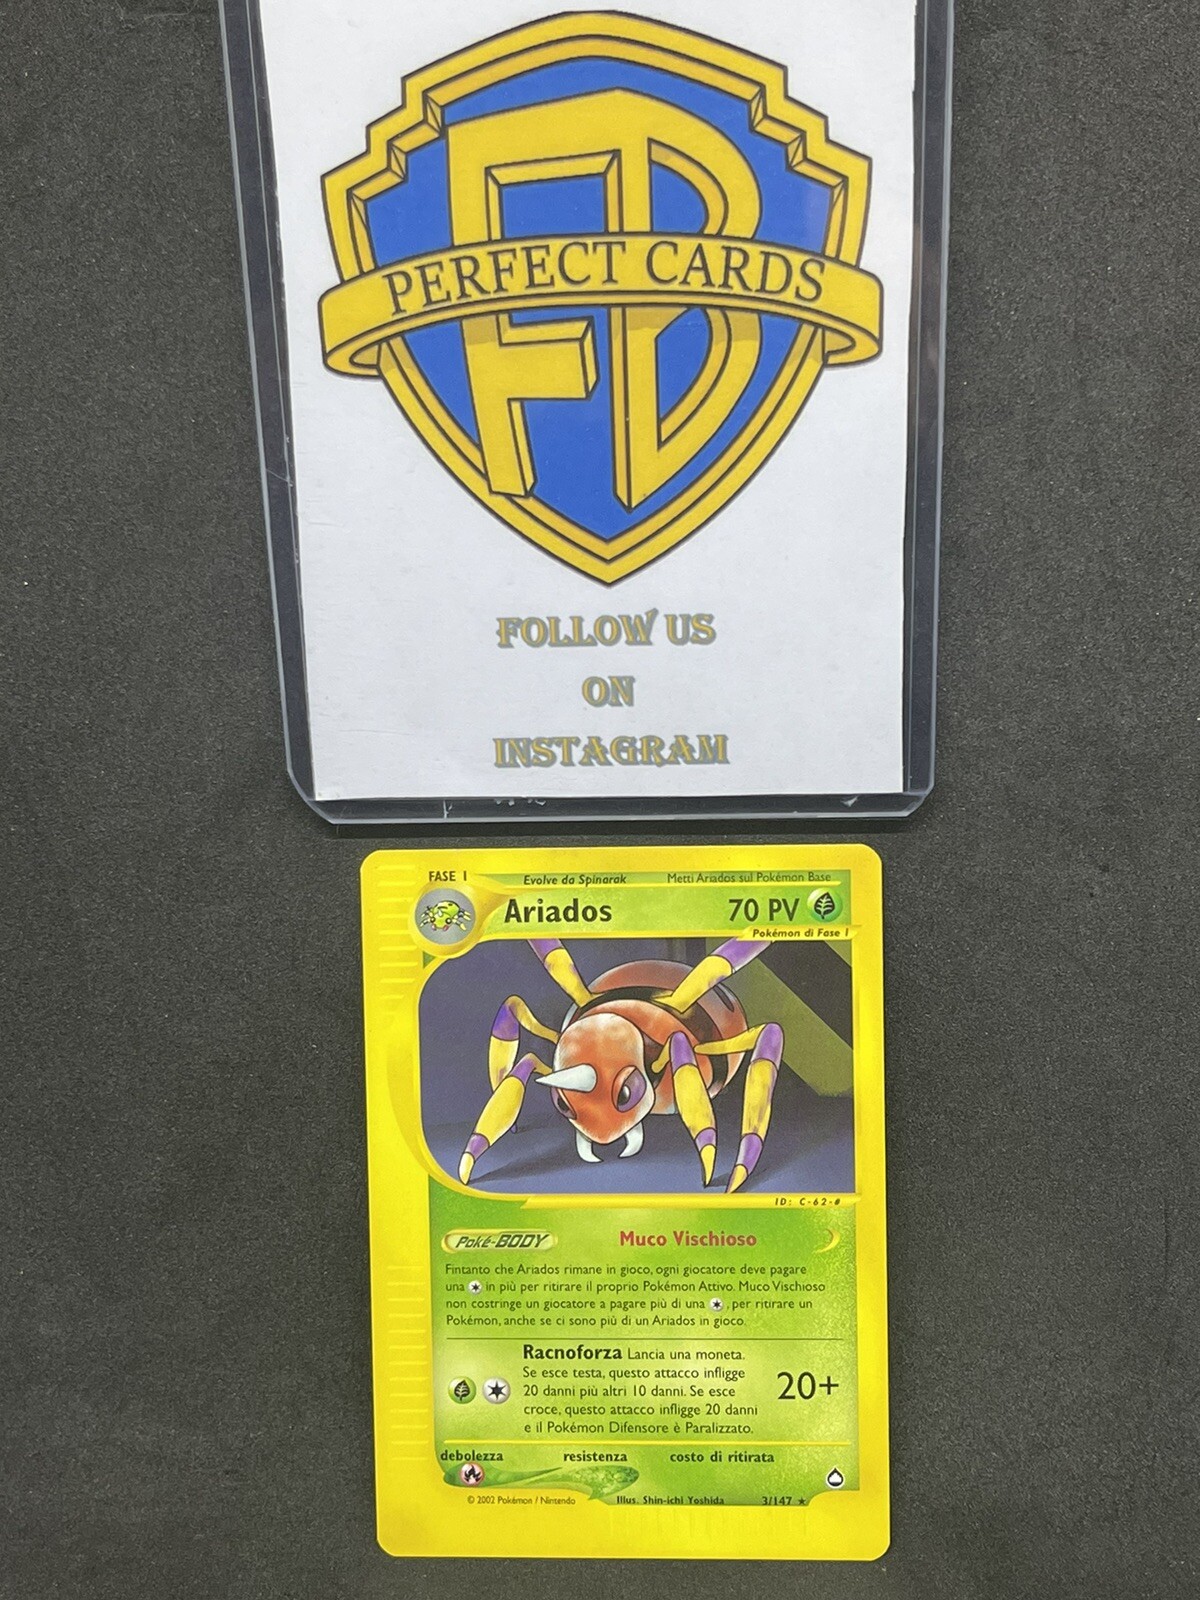 FB
PERFECT CARDS
FOLLOW US
ON
INSTAGRAM
FASE 1
Evolve da Spinarak
Metti Ariados sul Pokémon Base
Ariados
70 PV
Pokémon di Fase 1
ID: C-62-#
Poké-BODY
Muco Vischioso
Fintanto che Ariados rimane in gioco, ogni giocatore deve pagare
una in più per ritirare il proprio Pokémon Attivo. Muco Vischioso
non costringe un giocatore a pagare più di una , per ritirare un
Pokémon, anche se ci sono più di un Ariados in gioco.
Racnoforza Lancia una moneta.
Se esce testa, questo attacco infligge
20 danni più altri 10 danni. Se esce
croce, questo attacco infligge 20 danni
e il Pokémon Difensore è Paralizzato.
20+
debolezza
resistenza
costo di ritirata
© 2002 Pokémon / Nintendo
Illus. Shin-ichi Yoshida
3/147 ★